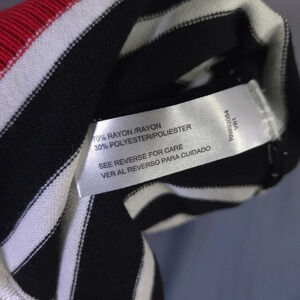 70% RAYON /RAYON
30% POLYESTER/POLIESTER
SEE REVERSE FOR CARE
VER AL REVERSO PARA CUIDADO